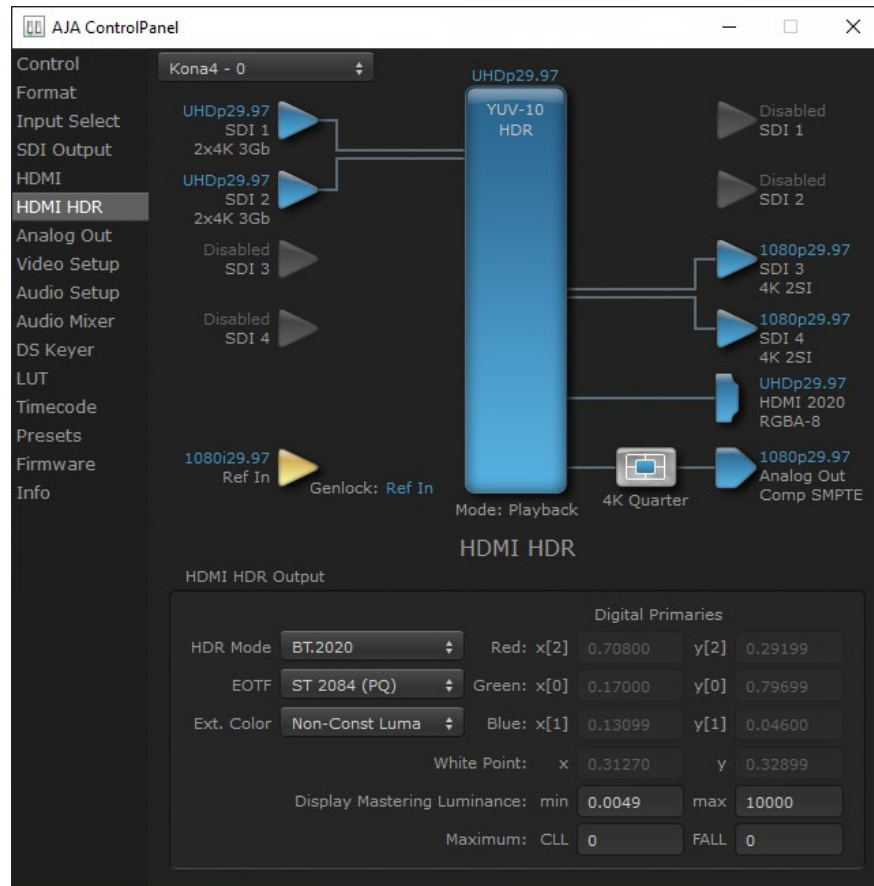 AJA ControlPanel
Control
Format
Input Select
SDI Output
HDMI
HDMI HDR
Analog Out
Video Setup
Audio Setup
Audio Mixer
DS Keyer
LUT
Timecode
Presets
Firmware
Info
Kona4 - 0
UHDp29.97
SDI 1
2x4K 3Gb
UHDp29.97
SDI 2
2x4K 3Gb
Disabled
SDI 3
Disabled
SDI 4
1080i29.97
Ref In
Genlock: Ref In
UHDp29.97
YUV-10
HDR
Mode: Playback
4K Quarter
Disabled
SDI 1
Disabled
SDI 2
1080p29.97
SDI 3
4K 2SI
1080p29.97
SDI 4
4K 2SI
UHDp29.97
HDMI 2020
RGBA-8
1080p29.97
Analog Out
Comp SMPTE
HDMI HDR
HDMI HDR Output
Digital Primaries
HDR Mode BT.2020 Red: x[2] 0.70800 y[2] 0.29199
EOTF ST 2084 (PQ) Green: x[0] 0.17000 y[0] 0.79699
Ext. Color Non-Const Luma Blue: x[1] 0.13099 y[1] 0.04600
White Point: x 0.31270 y 0.32899
Display Mastering Luminance: min 0.0049 max 10000
Maximum: CLL 0 FALL 0